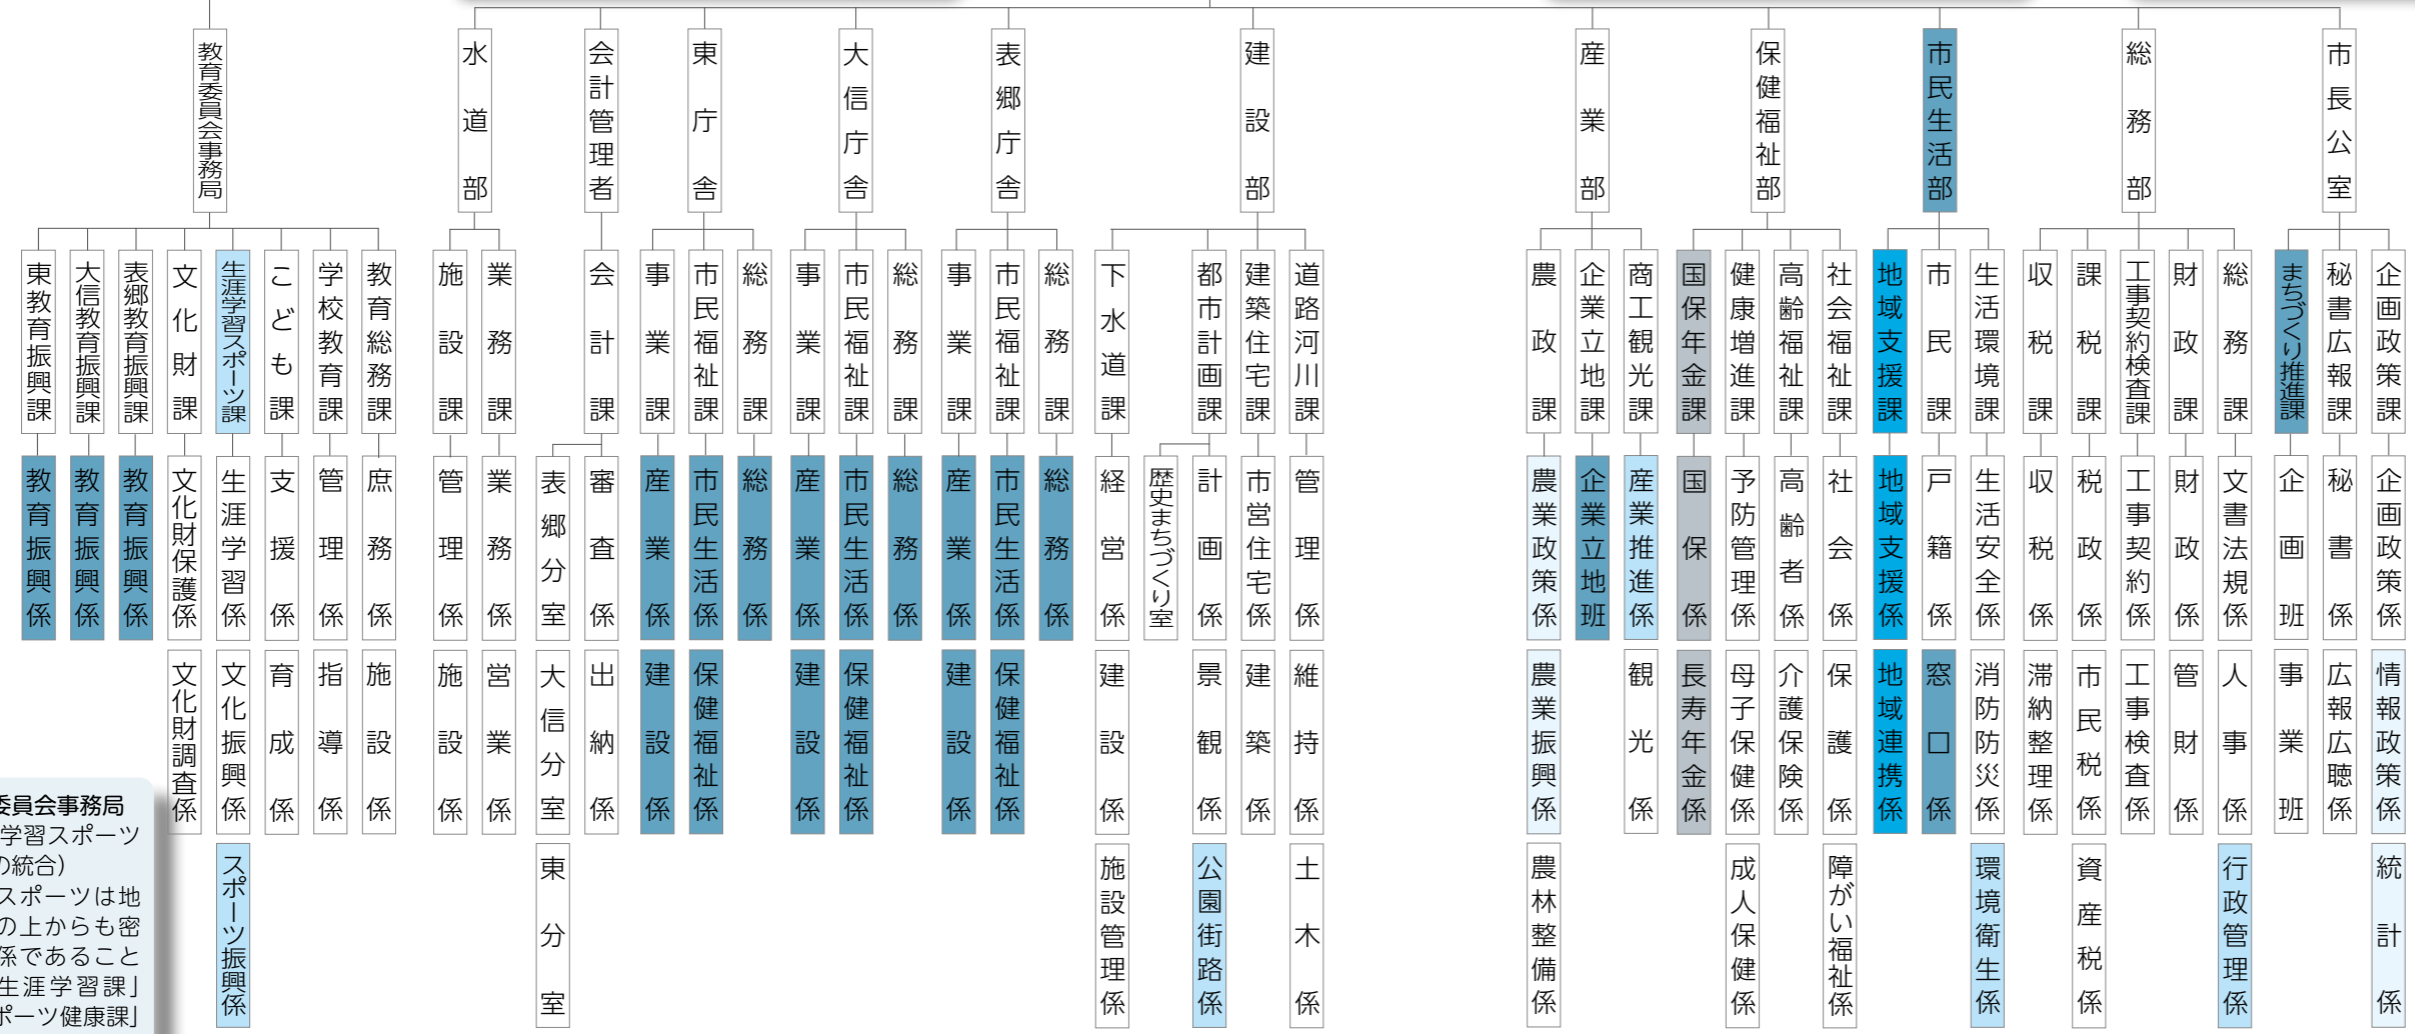 市長公室
総務部
市民生活部
保健福祉部
産業部
建設部
表郷庁舎
大信庁舎
東庁舎
会計管理者
水道部
教育委員会事務局
企画政策課
秘書広報課
まちづくり推進課
総務課
財政課
工事契約検査課
課税課
収税課
生活環境課
市民課
地域支援課
社会福祉課
高齢福祉課
健康増進課
国保年金課
商工観光課
企業立地課
農政課
道路河川課
建築住宅課
都市計画課
下水道課
総務課
市民福祉課
事業課
総務課
市民福祉課
事業課
総務課
市民福祉課
事業課
会計課
業務課
施設課
教育総務課
学校教育課
こども課
生涯学習スポーツ課
文化財課
表郷教育振興課
大信教育振興課
東教育振興課
企画政策係
秘書係
企画班
文書法規係
財政係
工事契約係
税政係
収税係
生活安全係
戸籍係
地域支援係
社会係
高齢者係
予防管理係
国保係
産業推進係
企業立地班
農業政策係
管理係
市営住宅係
計画係
歴史まちづくり室
経営係
総務係
市民生活係
産業係
総務係
市民生活係
産業係
総務係
市民生活係
産業係
審査係
表郷分室
業務係
管理係
庶務係
管理係
支援係
生涯学習係
文化財保護係
教育振興係
教育振興係
教育振興係
情報政策係
広報広聴係
事業班
人事係
管財係
工事検査係
市民税係
滞納整理係
消防防災係
窓口係
地域連携係
保護係
介護保険係
母子保健係
長寿年金係
観光係
農業振興係
維持係
建築係
景観係
建設係
保健福祉係
建設係
保健福祉係
建設係
保健福祉係
建設係
出納係
大信分室
営業係
施設係
施設係
指導係
育成係
文化振興係
文化財調査係
統計係
行政管理係
資産税係
環境衛生係
障がい福祉係
成人保健係
農林整備係
土木係
公園街路係
施設管理係
東分室
スポーツ振興係
委員会事務局
学習スポーツ
の統合）
スポーツは地
の上からも密
係であること
生涯学習課」
ポーツ健康課」